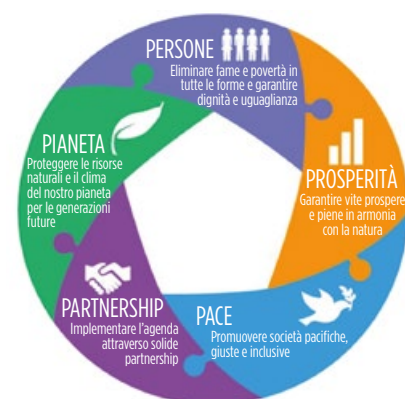 PERSONE
Eliminare fame e povertà in
tutte le forme e garantire
dignità e uguaglianza
PROSPERITÀ
Garantire vite prospere
e piene in armonia
con la natura
PACE
Promuovere società pacifiche,
giuste e inclusive
PARTNERSHIP
Implementare l'agenda
attraverso solide
partnership
PIANETA
Proteggere le risorse
naturali e il clima
del nostro pianeta
per le generazioni
future